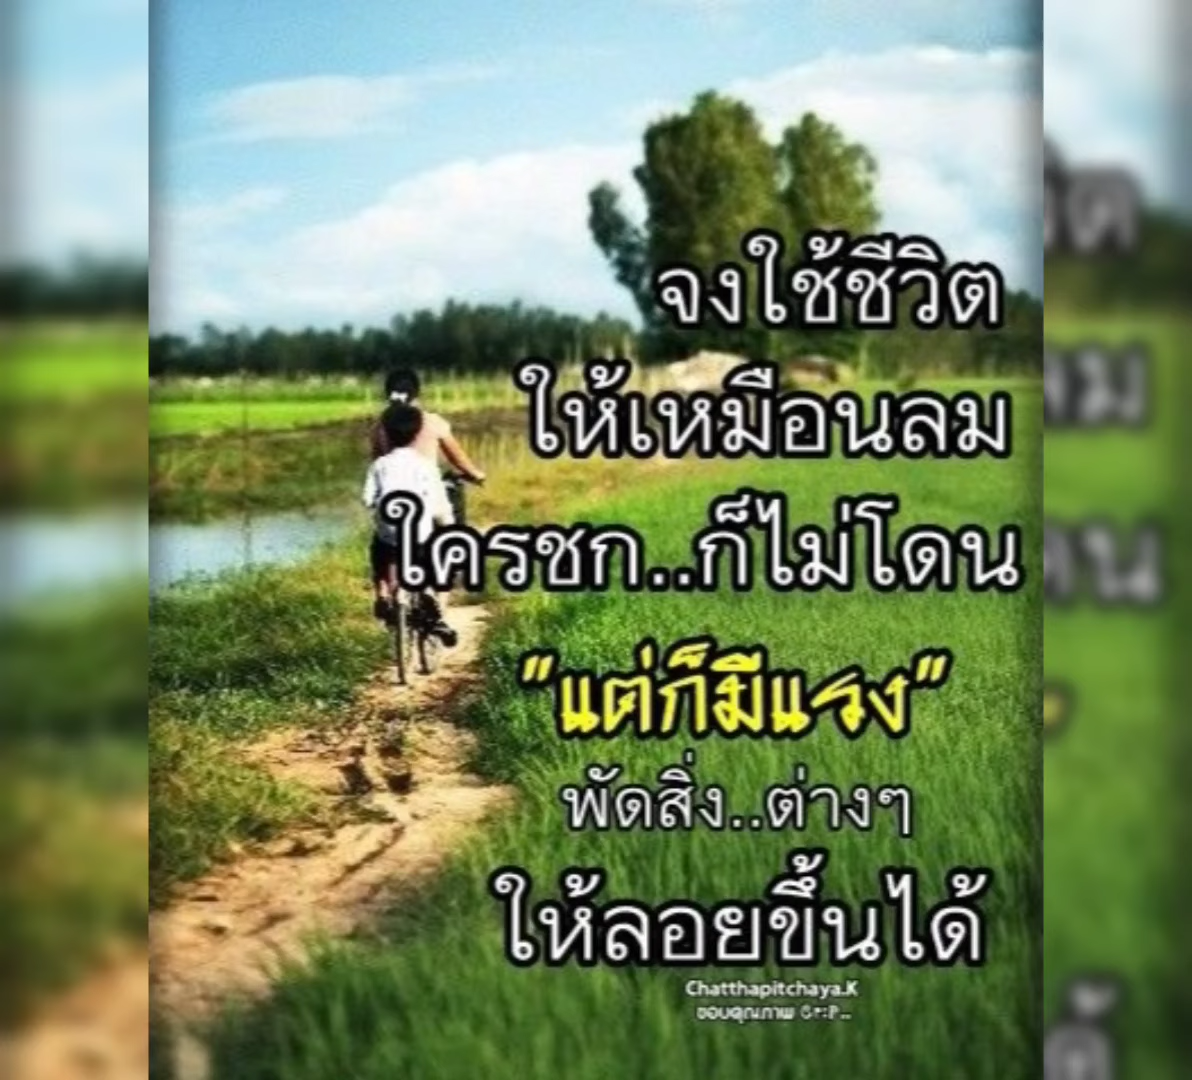 จงใช้ชีวิต
ให้เหมือนลม
ใครชก..ก็ไม่โดน
"แต่ก็มีแรง"
พัดสิ่ง..ต่างๆ
ให้ลอยขึ้นได้
Chatthapitchaya.K
ขอบคุณภาพ